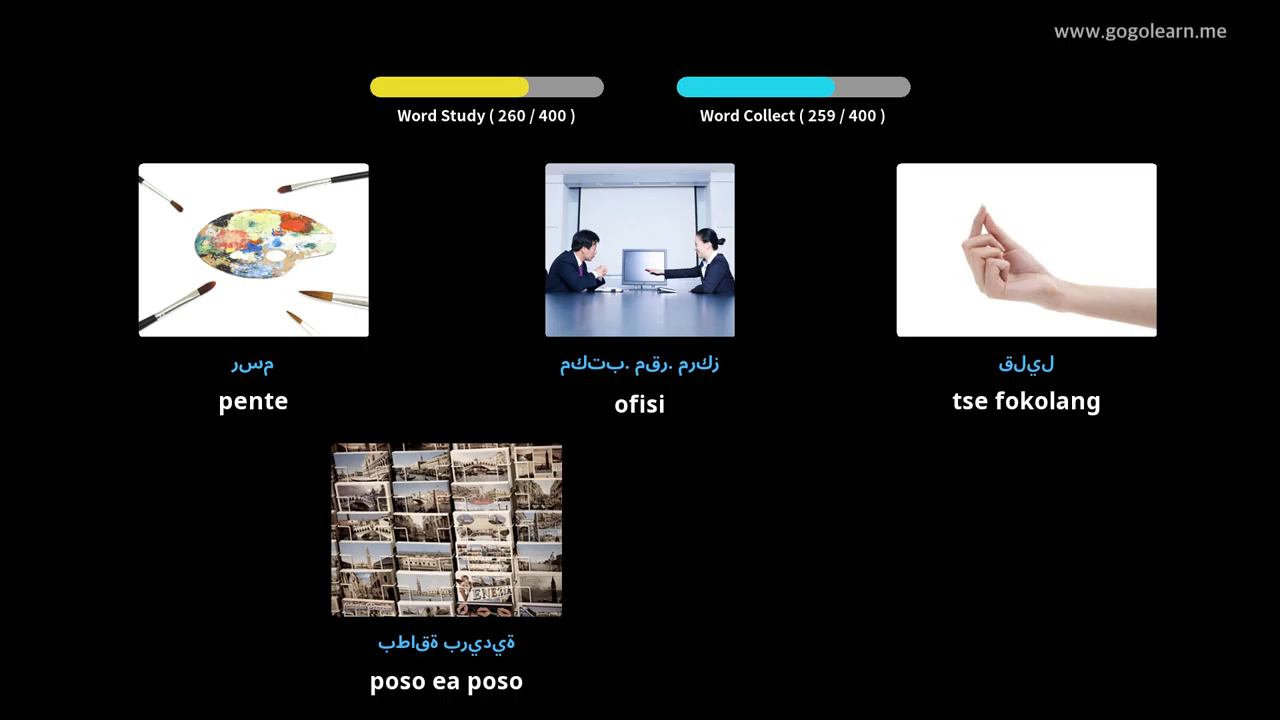 www.gogolearn.me
Word Study ( 260 / 400 )
Word Collect ( 259 / 400 )
رسم
pente
مكتب. مقر. مركز
ofisi
قليل
tse fokolang
بطاقة بريدية
poso ea poso